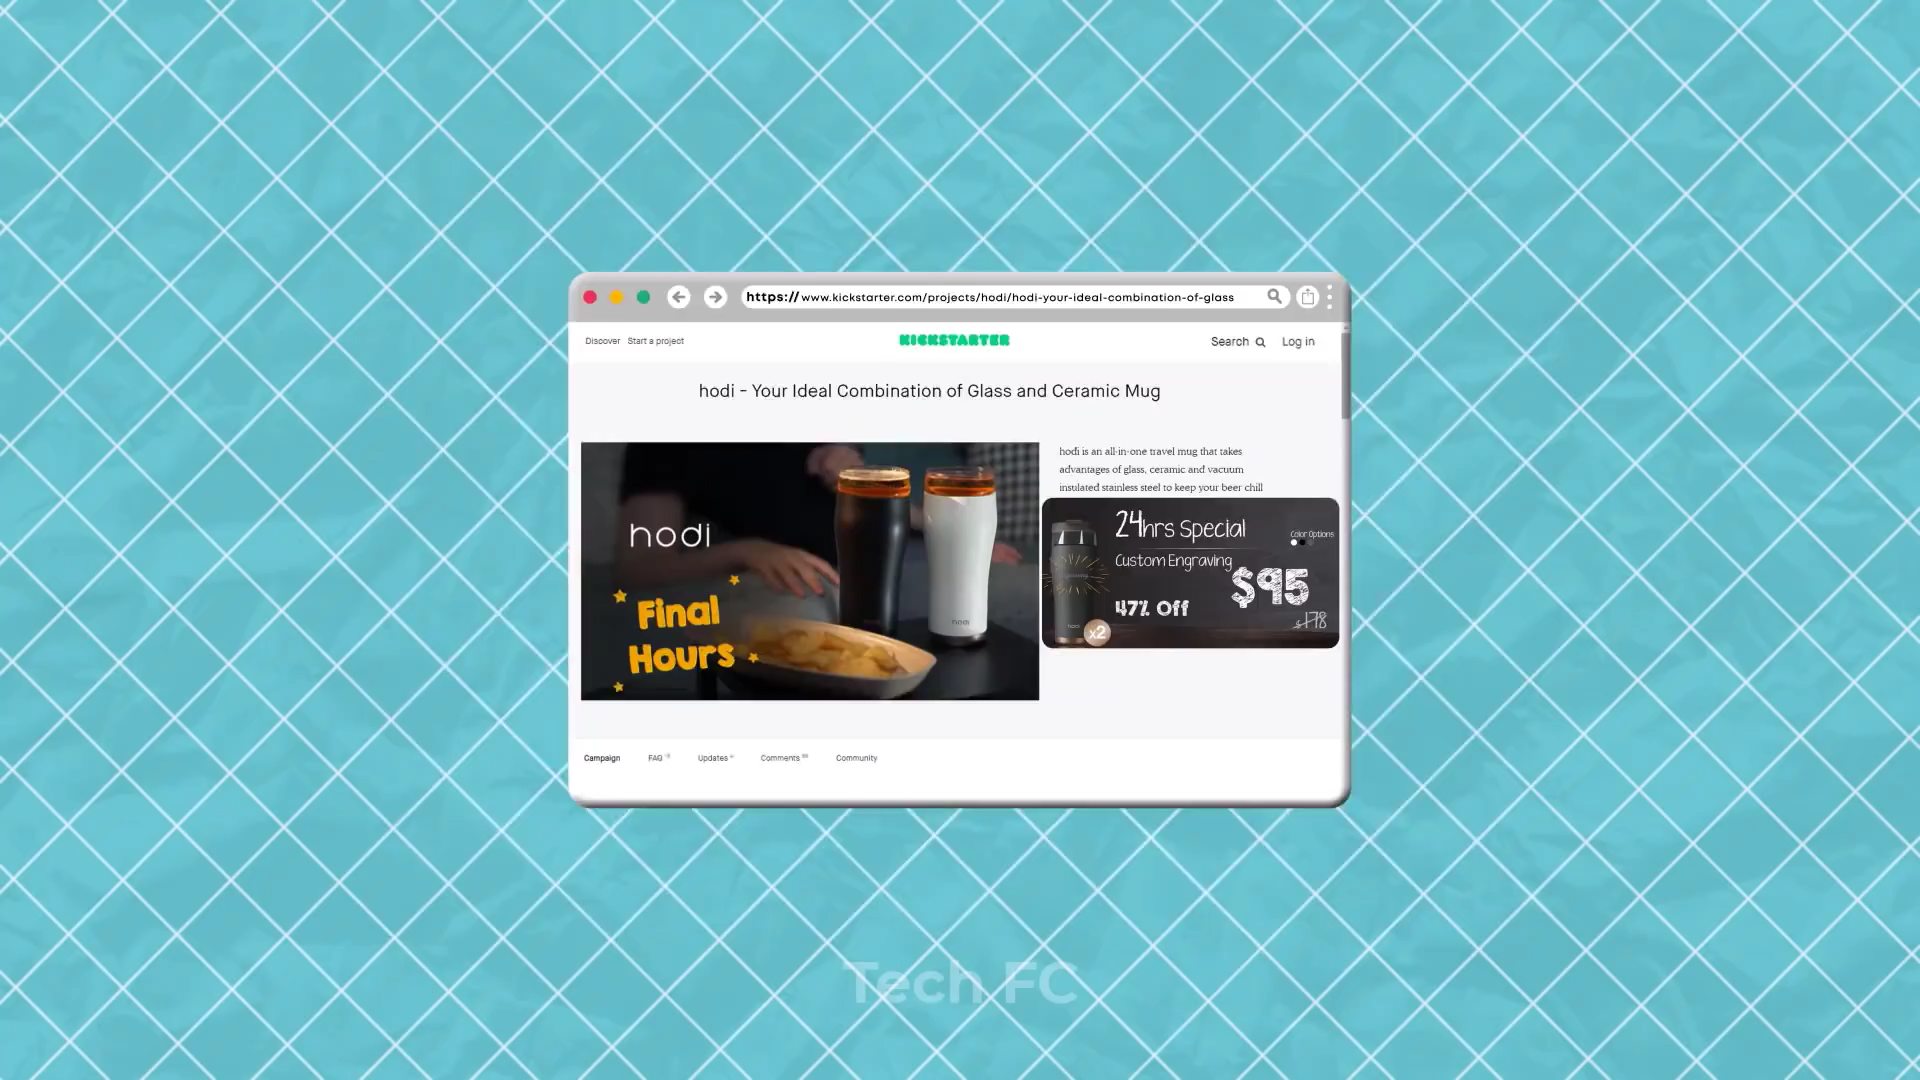 https:// www.kickstarter.com/projects/hodi/hodi-your-ideal-combination-of-glass
Discover Start a project
KICKSTARTER
Search Log in
hodi - Your Ideal Combination of Glass and Ceramic Mug
hodi is an all-in-one travel mug that takes
advantages of glass, ceramic and vacuum
insulated stainless steel to keep your beer chill
hodi
Final
Hours
hodi
24hrs Special
Custom Engraving
Color Options
$95
47% Off
$178
hodi
x2
Campaign FAQ Updates Comments Community
Tech FC